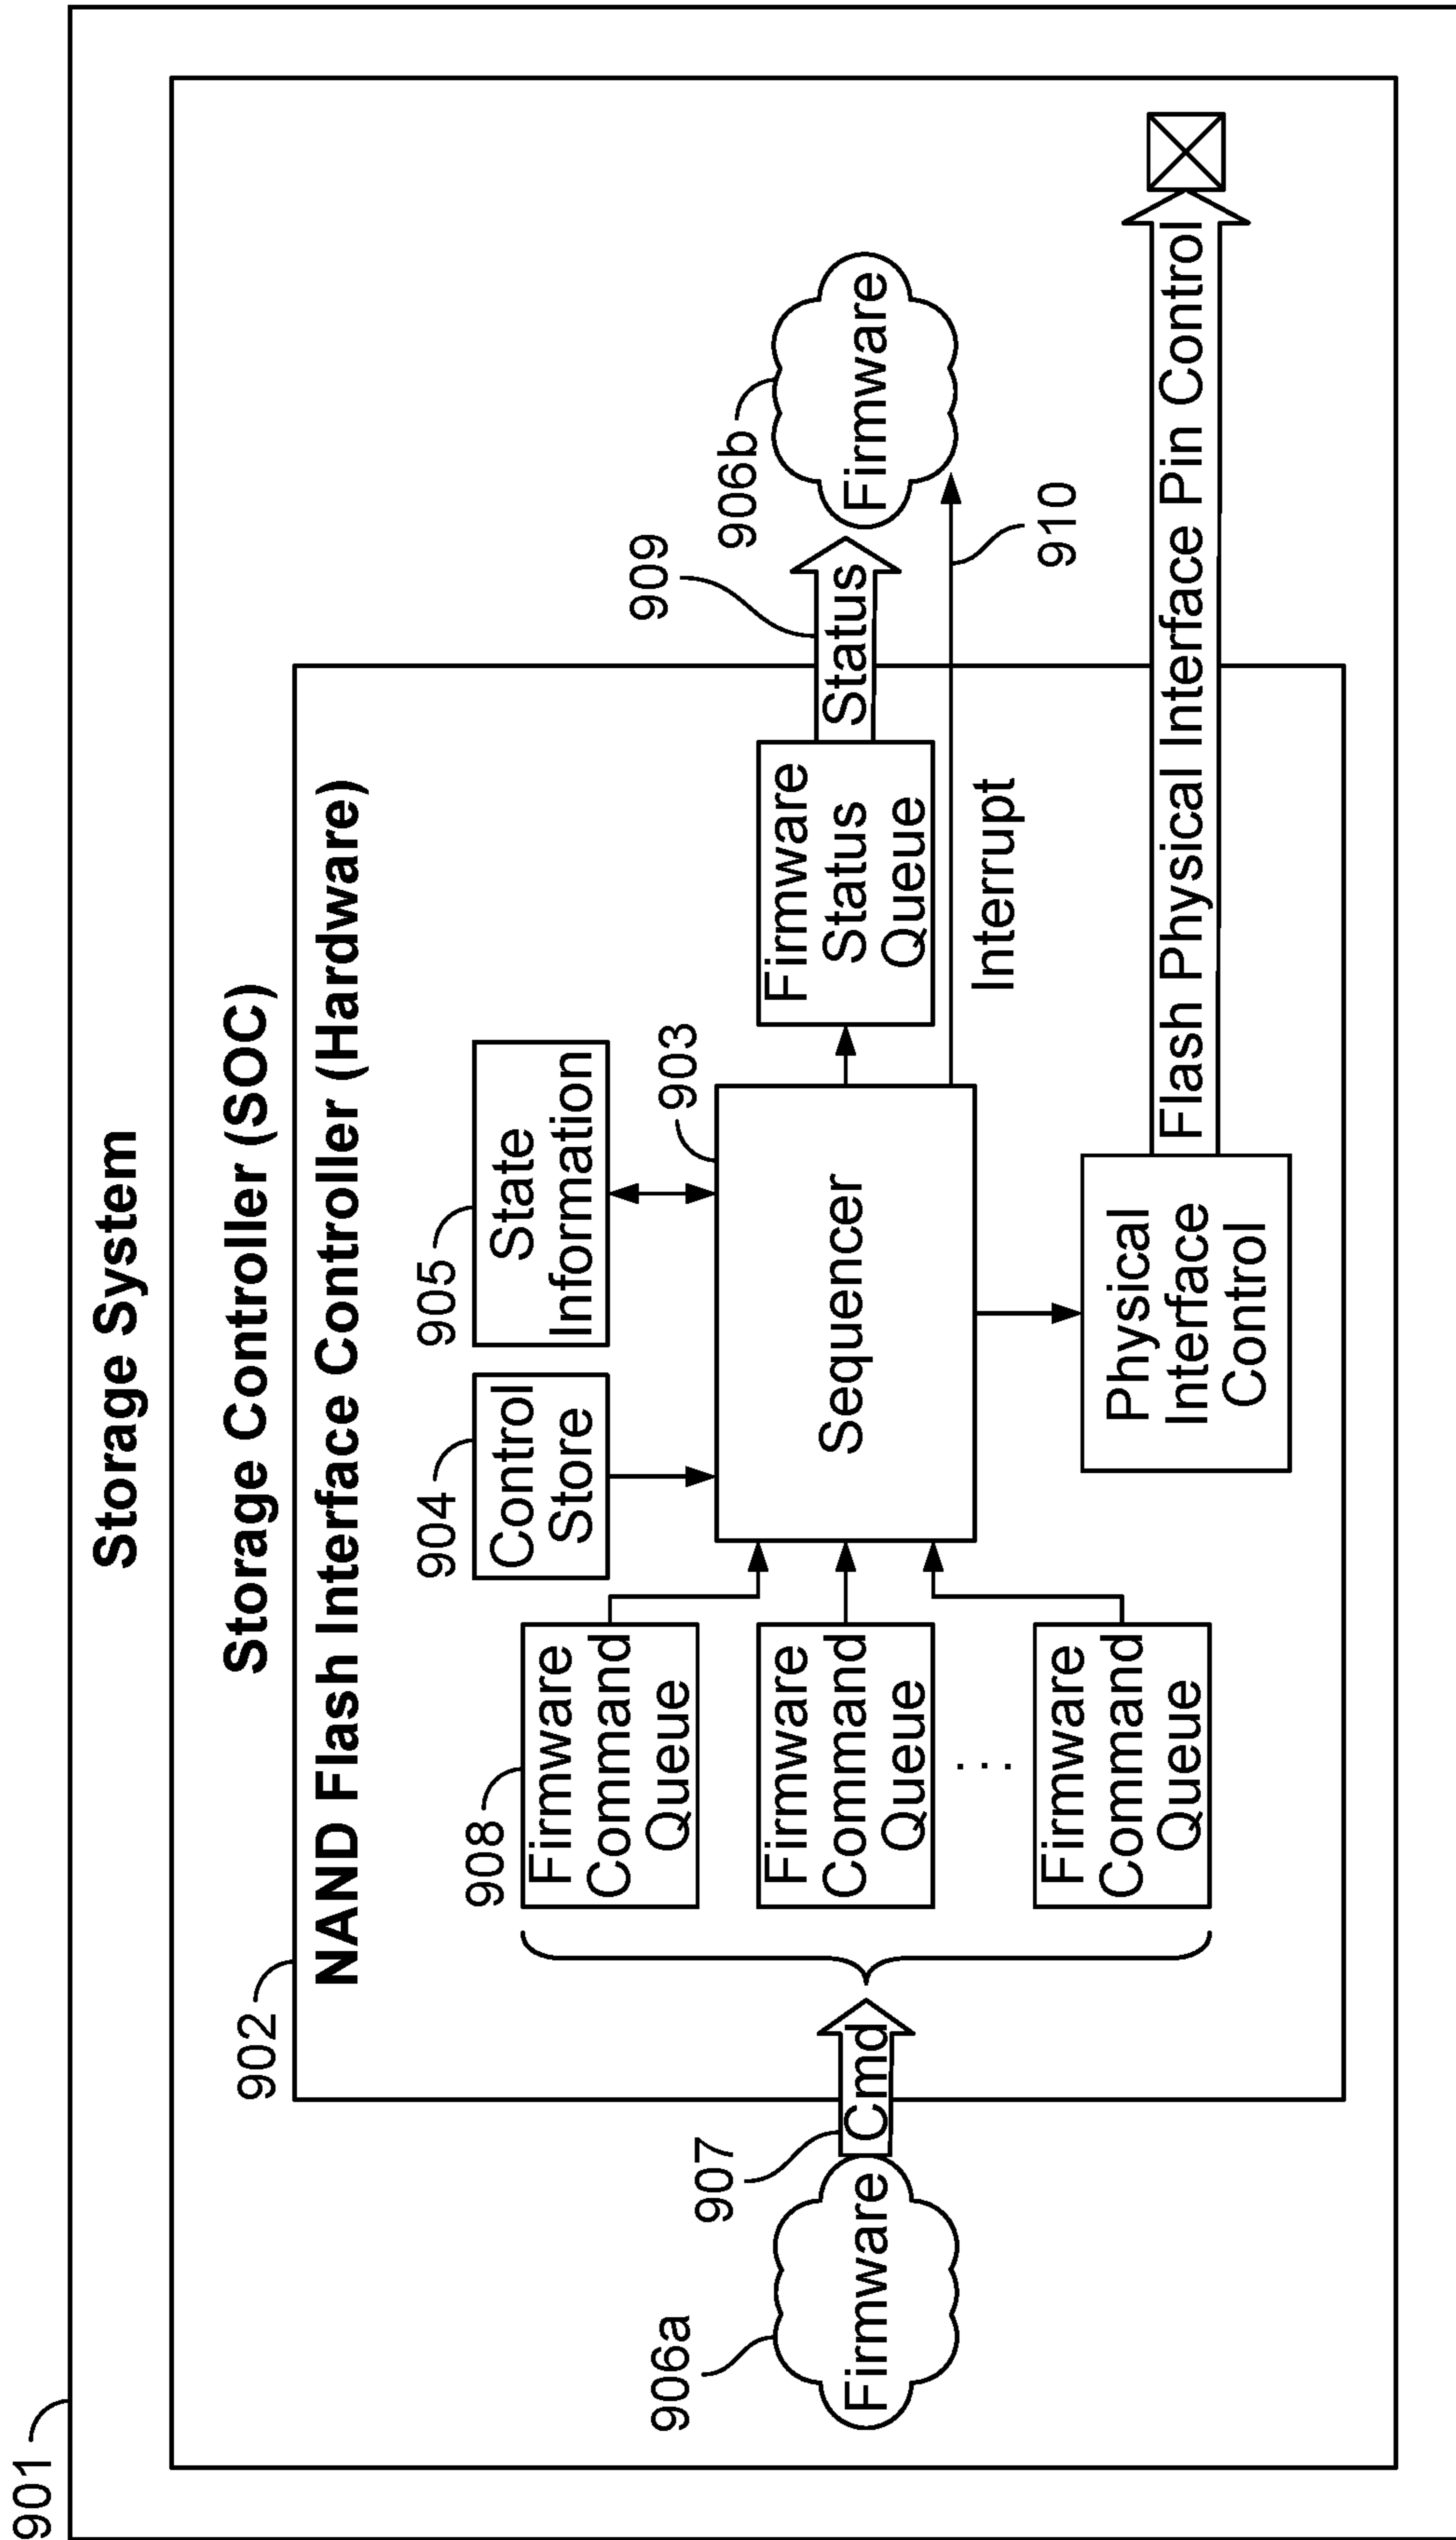 901
Storage System
Storage Controller (SOC)
902
NAND Flash Interface Controller (Hardware)
908
Firmware
Command
Queue
904
Control
Store
905
State
Information
903
906a
Firmware
907
Cmd
Firmware
Command
Queue
. . .
Firmware
Command
Queue
Sequencer
Firmware
Status
Queue
909
Status
906b
Firmware
Interrupt
910
Physical
Interface
Control
Flash Physical Interface Pin Control